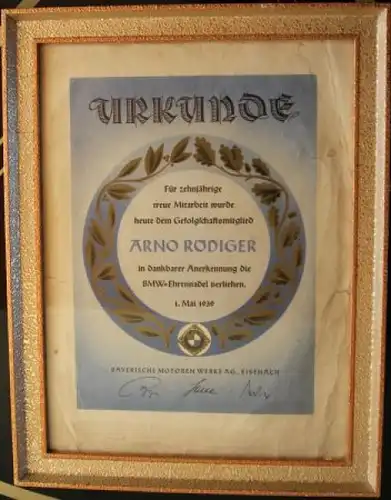 URKUNDE
Für zehnjährige
treue Mitarbeit wurde
heute dem Gefolgschaftsmitglied
ARNO RÖDIGER
in dankbarer Anerkennung die
BMW=Ehrennadel verliehen.
1. Mai 1939
BAYERISCHE MOTOREN WERKE AG., EISENACH